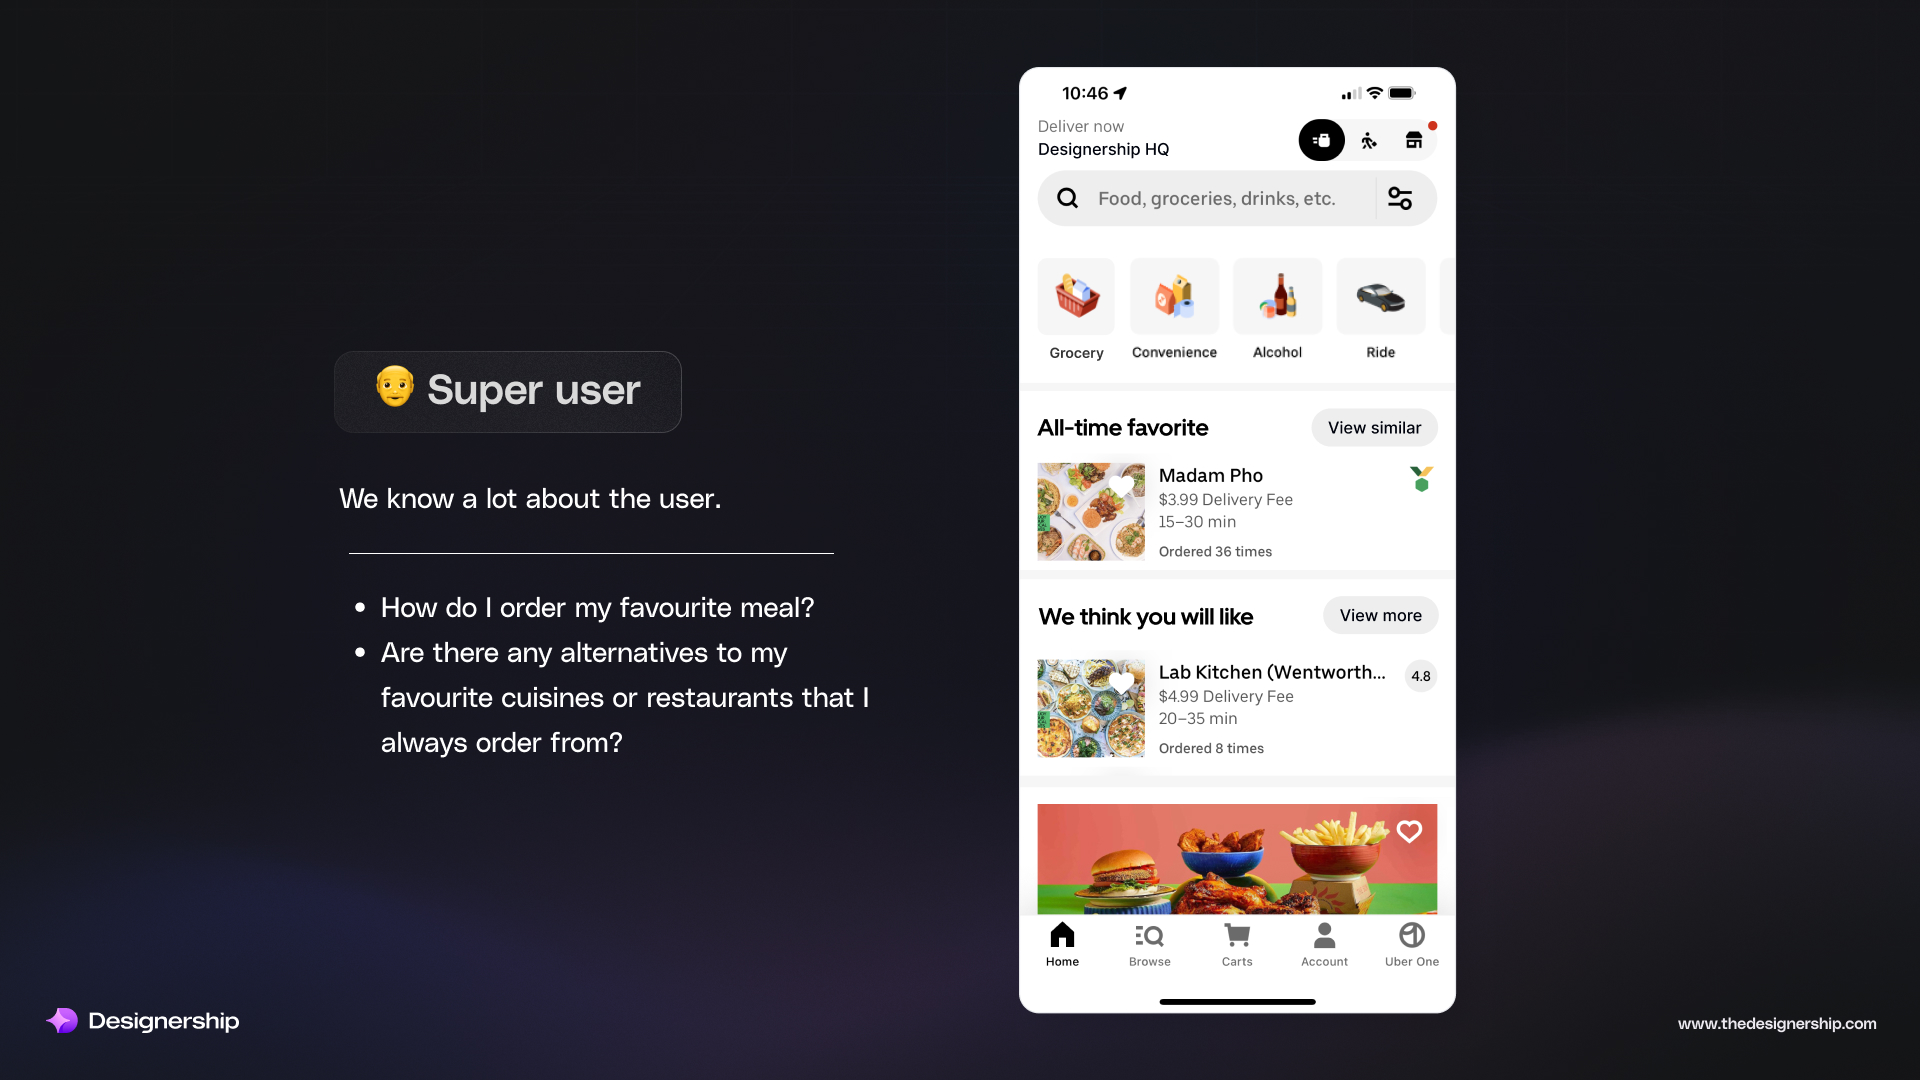 Super user
We know a lot about the user.
How do I order my favourite meal?
Are there any alternatives to my
favourite cuisines or restaurants that I
always order from?
10:46
Deliver now
Designership HQ
Food, groceries, drinks, etc.
Grocery
Convenience
Alcohol
Ride
All-time favorite
View similar
Madam Pho
$3.99 Delivery Fee
15–30 min
Ordered 36 times
We think you will like
View more
Lab Kitchen (Wentworth...
4.8
$4.99 Delivery Fee
20–35 min
Ordered 8 times
Home
Browse
Carts
Account
Uber One
Designership
www.thedesignership.com